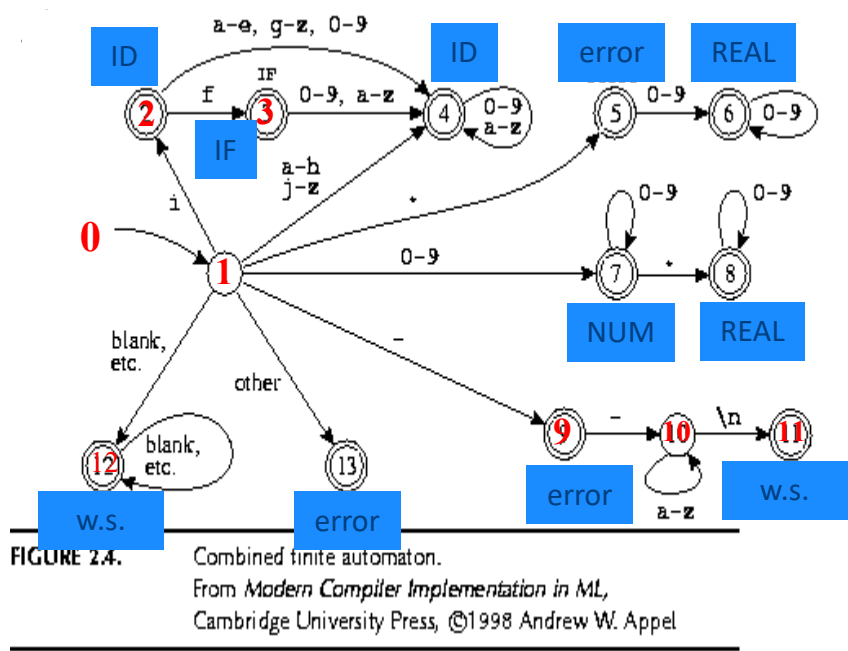 a-e, g-z, 0-9
ID
ID
error
REAL
IF
f
0-9, a-z
0-9
a-z
0-9
0-9
2
3
4
5
6
IF
a-h
j-z
i
.
0-9
0-9
0
1
0-9
7
.
8
NUM
REAL
blank,
etc.
other
-
blank,
etc.
12
13
9
-
10
\n
11
a-z
w.s.
error
error
w.s.
FIGURE 2.4. Combined finite automaton.
From Modern Compiler Implementation in ML,
Cambridge University Press, ©1998 Andrew W. Appel